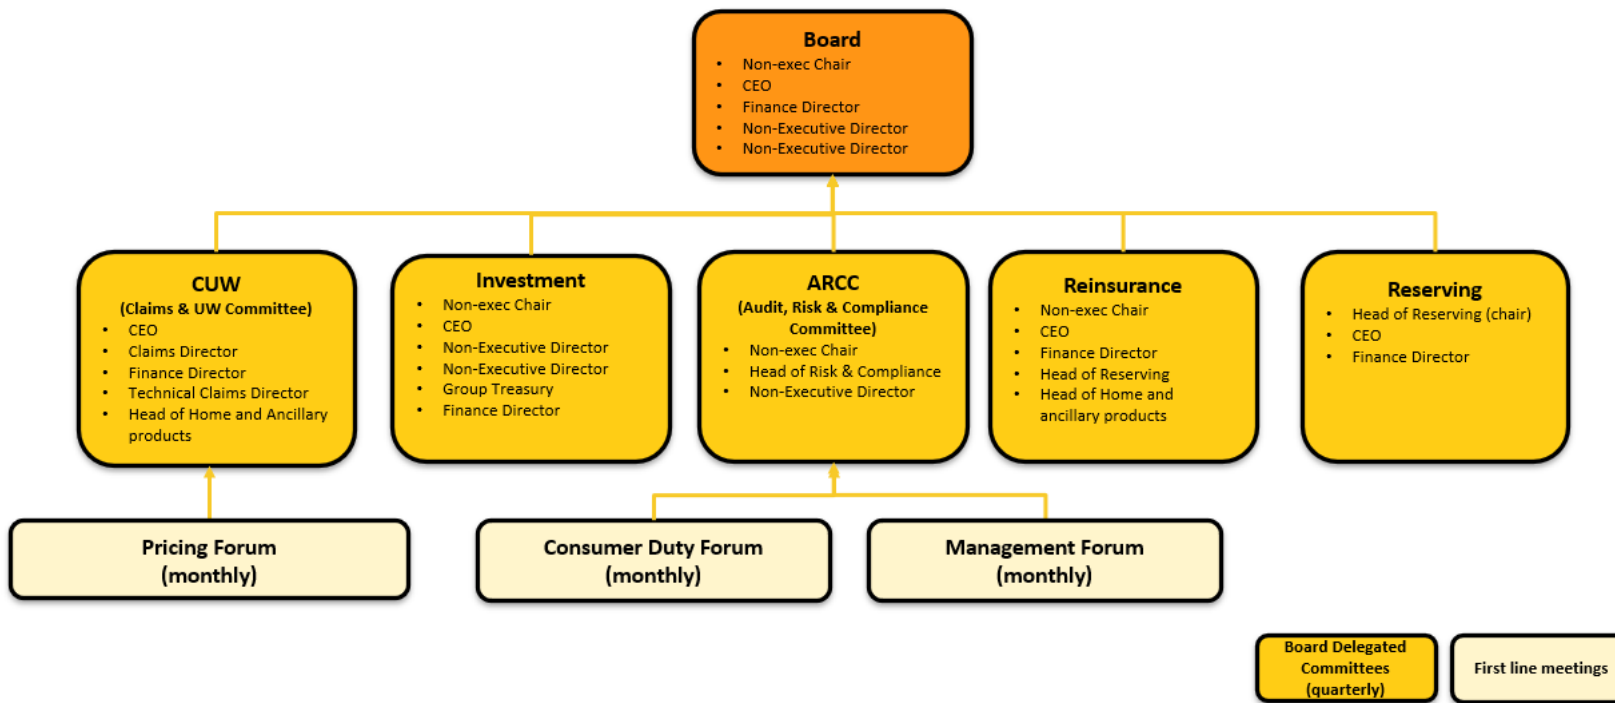 Board
• Non-exec Chair
• CEO
• Finance Director
• Non-Executive Director
• Non-Executive Director
CUW
(Claims & UW Committee)
• CEO
• Claims Director
• Finance Director
• Technical Claims Director
• Head of Home and Ancillary
products
Investment
• Non-exec Chair
• CEO
• Non-Executive Director
• Non-Executive Director
• Group Treasury
• Finance Director
ARCC
(Audit, Risk & Compliance
Committee)
• Non-exec Chair
• Head of Risk & Compliance
• Non-Executive Director
Reinsurance
• Non-exec Chair
• CEO
• Finance Director
• Head of Reserving
• Head of Home and
ancillary products
Reserving
• Head of Reserving (chair)
• CEO
• Finance Director
Pricing Forum
(monthly)
Consumer Duty Forum
(monthly)
Management Forum
(monthly)
Board Delegated
Committees
(quarterly)
First line meetings